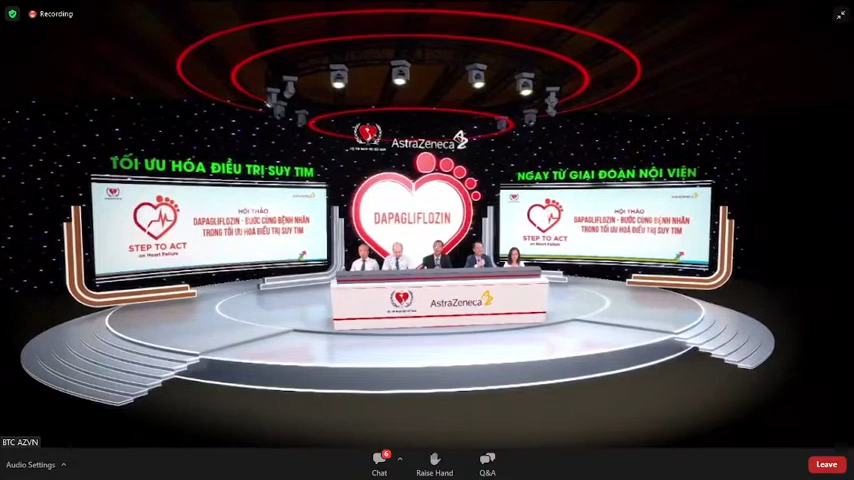 Recording
AstraZeneca
TỐI ƯU HÓA ĐIỀU TRỊ SUY TIM
NGAY TỪ GIAI ĐOẠN NỘI VIỆN
STEP TO ACT
on Heart Failure
HỘI THẢO
DAPAGLIFLOZIN - BƯỚC CÙNG BỆNH NHÂN
TRONG TỐI ƯU HOÁ ĐIỀU TRỊ SUY TIM
DAPAGLIFLOZIN
STEP TO ACT
on Heart Failure
HỘI THẢO
DAPAGLIFLOZIN - BƯỚC CÙNG BỆNH NHÂN
TRONG TỐI ƯU HOÁ ĐIỀU TRỊ SUY TIM
AstraZeneca
BTC AZVN
Audio Settings
6
Chat
Raise Hand
Q&A
Leave